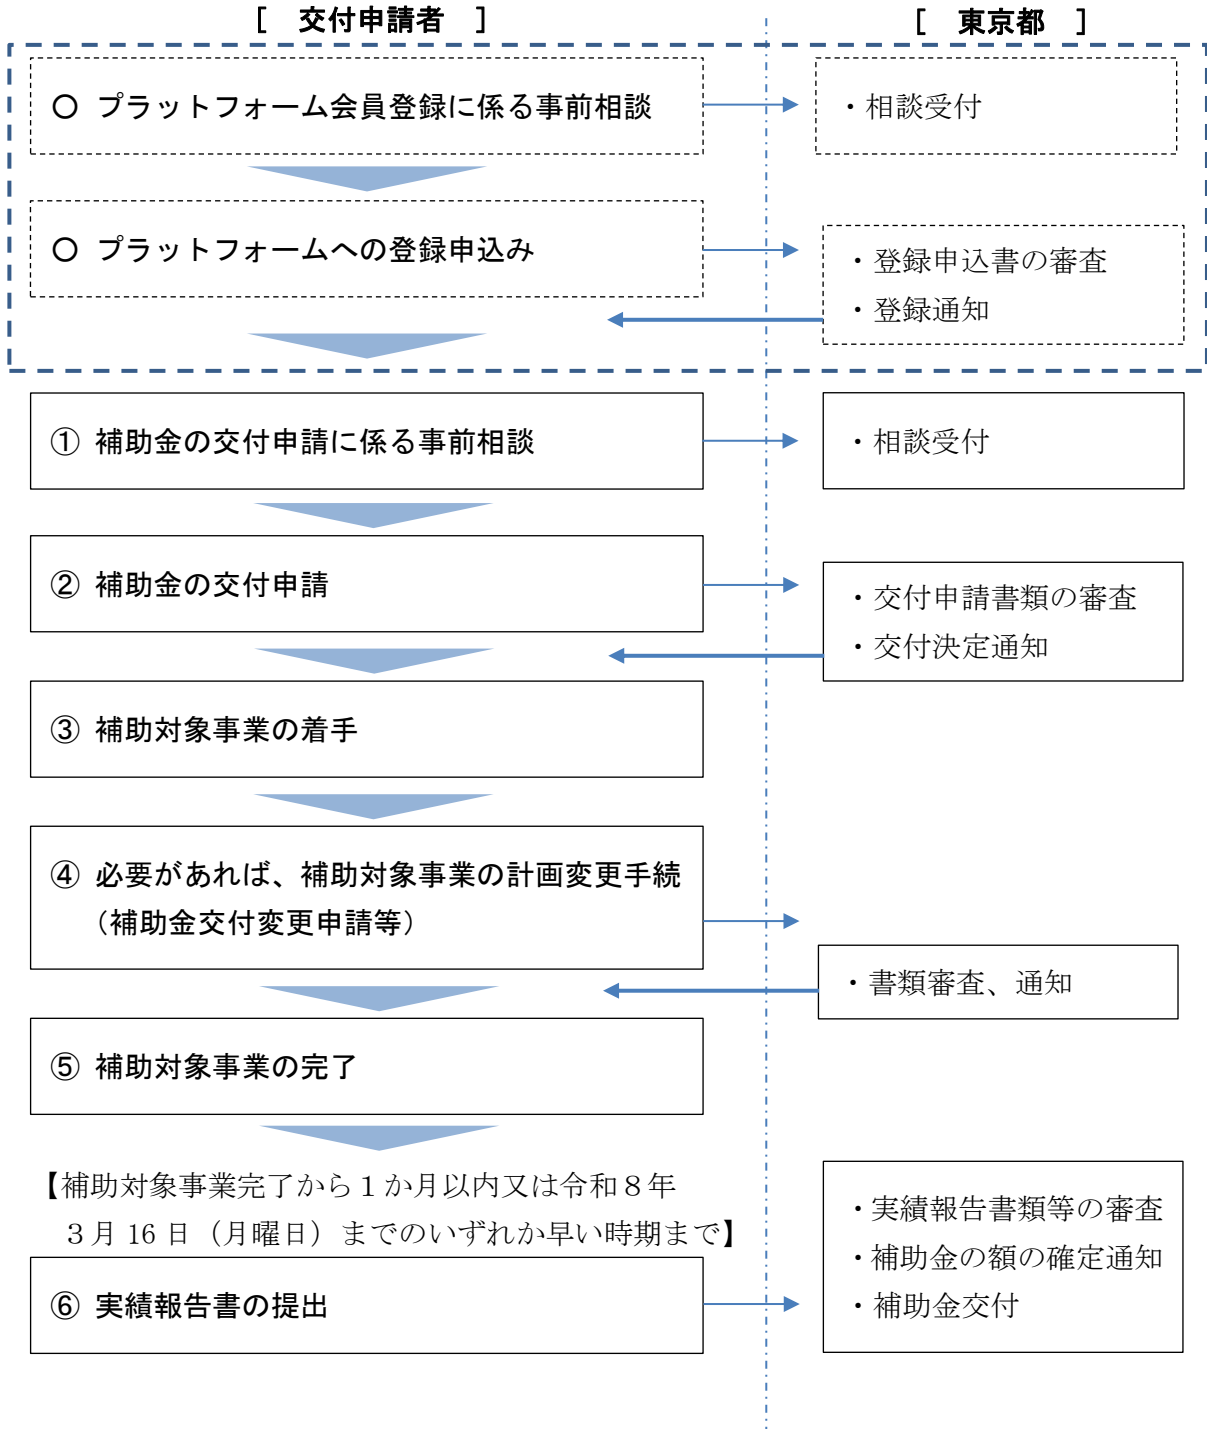 [　交付申請者　]
[　東京都　]
〇 プラットフォーム会員登録に係る事前相談
・相談受付
〇 プラットフォームへの登録申込み
・登録申込書の審査
・登録通知
① 補助金の交付申請に係る事前相談
・相談受付
② 補助金の交付申請
・交付申請書類の審査
・交付決定通知
③ 補助対象事業の着手
④ 必要があれば、補助対象事業の計画変更手続
（補助金交付変更申請等）
・書類審査、通知
⑤ 補助対象事業の完了
【補助対象事業完了から１か月以内又は令和８年
３月 16 日（月曜日）までのいずれか早い時期まで】
⑥ 実績報告書の提出
・実績報告書類等の審査
・補助金の額の確定通知
・補助金交付